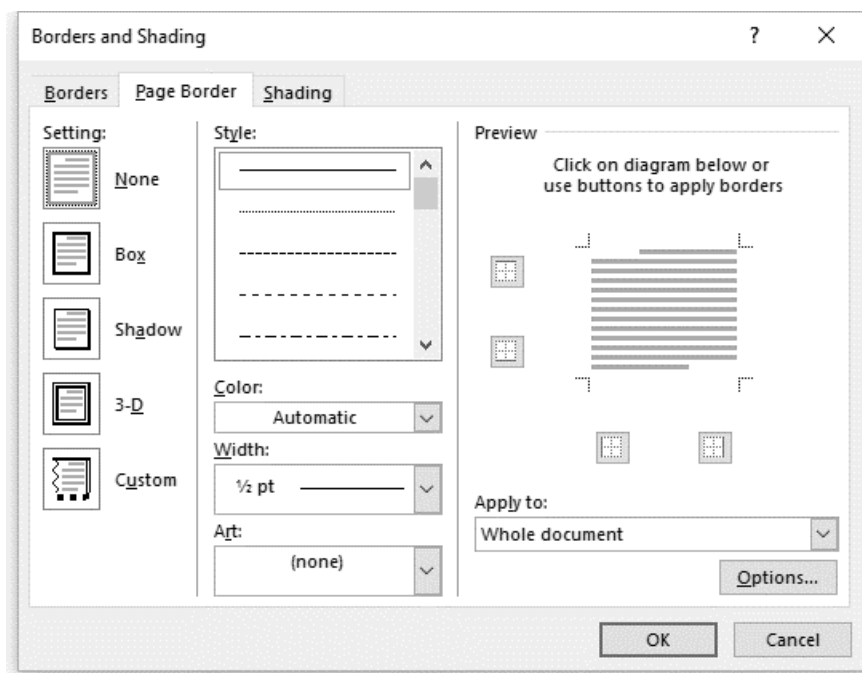 Borders and Shading
?
Borders Page Border Shading
Setting:
None
Box
Shadow
3-D
Custom
Style:
Color:
Automatic
Width:
½ pt
Art:
(none)
Preview
Click on diagram below or
use buttons to apply borders
Apply to:
Whole document
Options...
OK Cancel